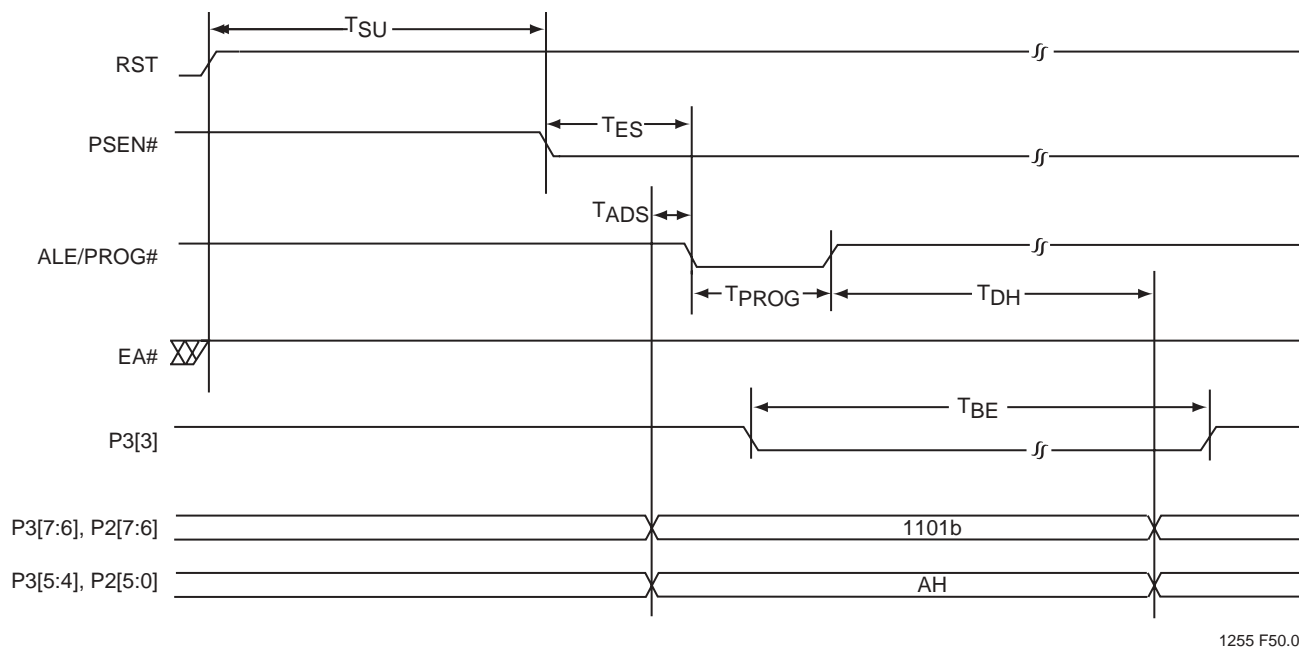 TSU
RST
TES
PSEN#
TADS
ALE/PROG#
TPROG
TDH
EA#
TBE
P3[3]
P3[7:6], P2[7:6]
1101b
P3[5:4], P2[5:0]
AH
1255 F50.0